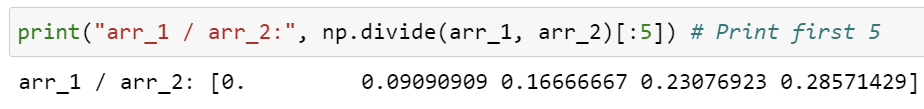 print("arr_1 / arr_2:", np.divide(arr_1, arr_2)[:5]) # Print first 5
arr_1 / arr_2: [0.         0.09090909 0.16666667 0.23076923 0.28571429]